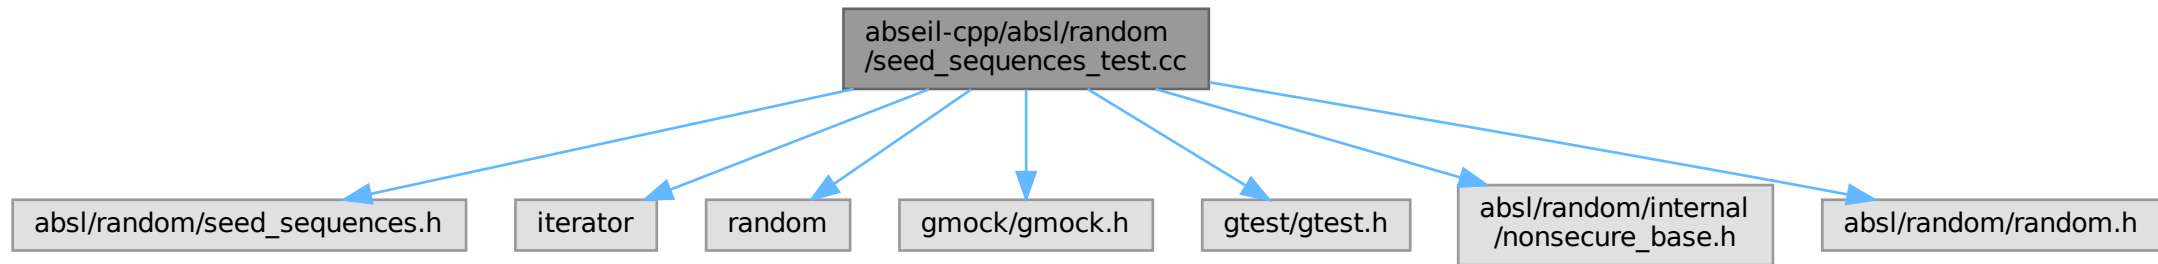 abseil-cpp/absl/random
/seed_sequences_test.cc
absl/random/seed_sequences.h
iterator
random
gmock/gmock.h
gtest/gtest.h
absl/random/internal
/nonsecure_base.h
absl/random/random.h